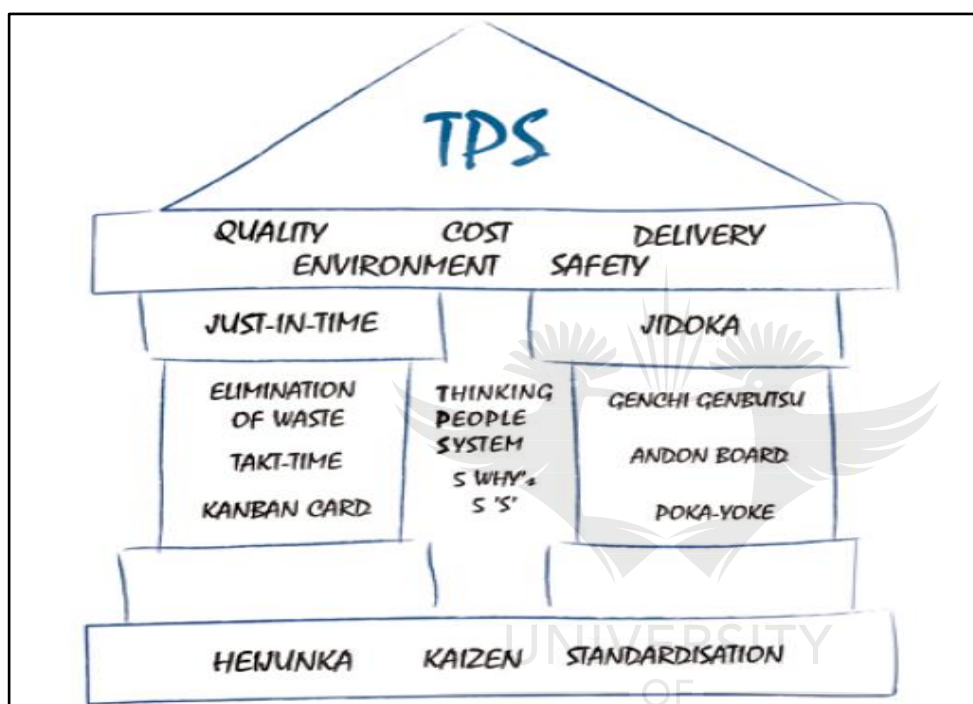 TPS
QUALITY COST DELIVERY
ENVIRONMENT SAFETY
JUST-IN-TIME
JIDOKA
ELIMINATION
OF WASTE
TAKT-TIME
KANBAN CARD
THINKING
PEOPLE
SYSTEM
5 WHY's
5 'S'
GENCHI GENBUTSU
ANDON BOARD
POKA-YOKE
HEIJUNKA KAIZEN STANDARDISATION
UNIVERSITY
OF